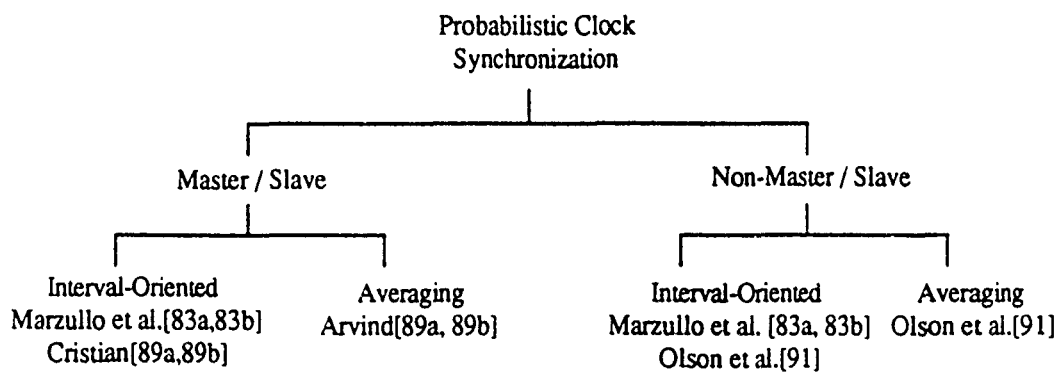 Probabilistic Clock
Synchronization
Master / Slave
Non-Master / Slave
Interval-Oriented
Marzullo et al.[83a,83b]
Cristian[89a,89b]
Averaging
Arvind[89a, 89b]
Interval-Oriented
Marzullo et al. [83a, 83b]
Olson et al.[91]
Averaging
Olson et al.[91]